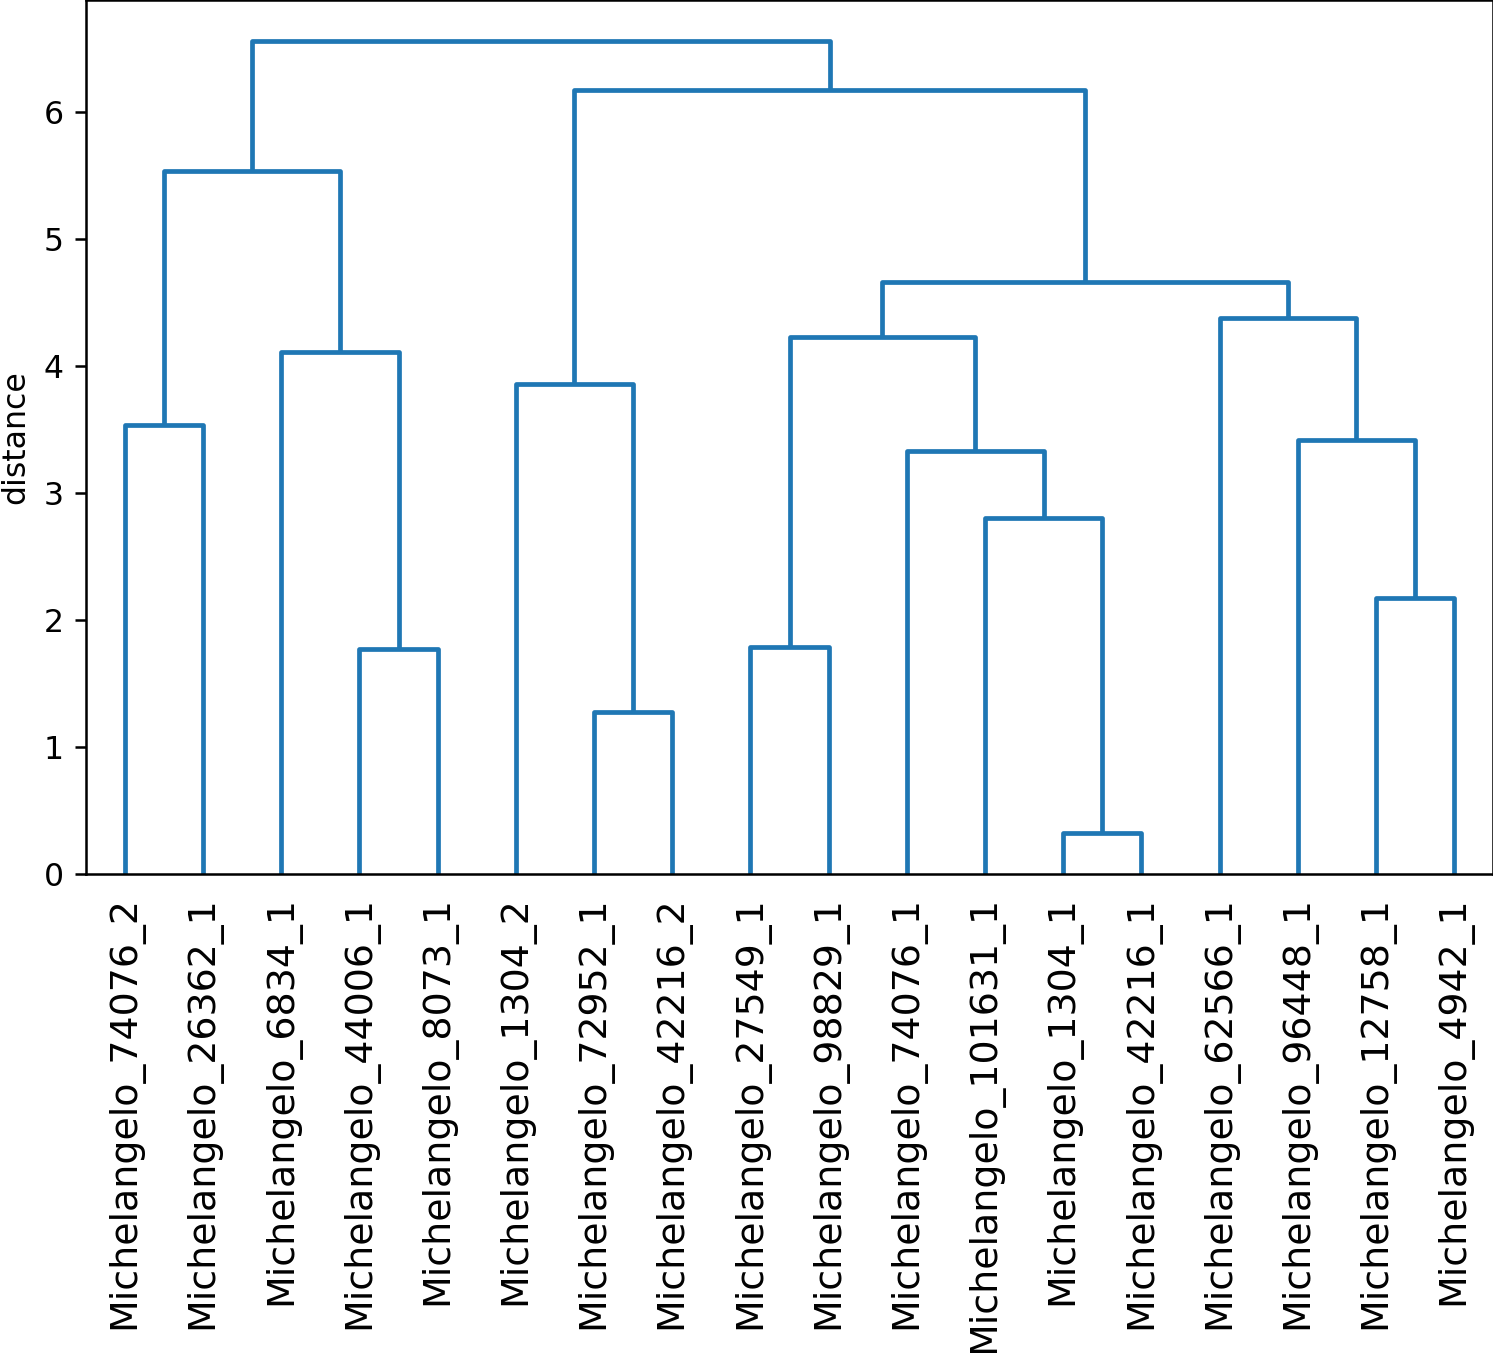 6
5
4
3
2
1
0
distance
Michelangelo_74076_2
Michelangelo_26362_1
Michelangelo_6834_1
Michelangelo_44006_1
Michelangelo_8073_1
Michelangelo_1304_2
Michelangelo_72952_1
Michelangelo_42216_2
Michelangelo_27549_1
Michelangelo_98829_1
Michelangelo_74076_1
Michelangelo_101631_1
Michelangelo_1304_1
Michelangelo_42216_1
Michelangelo_62566_1
Michelangelo_96448_1
Michelangelo_12758_1
Michelangelo_4942_1